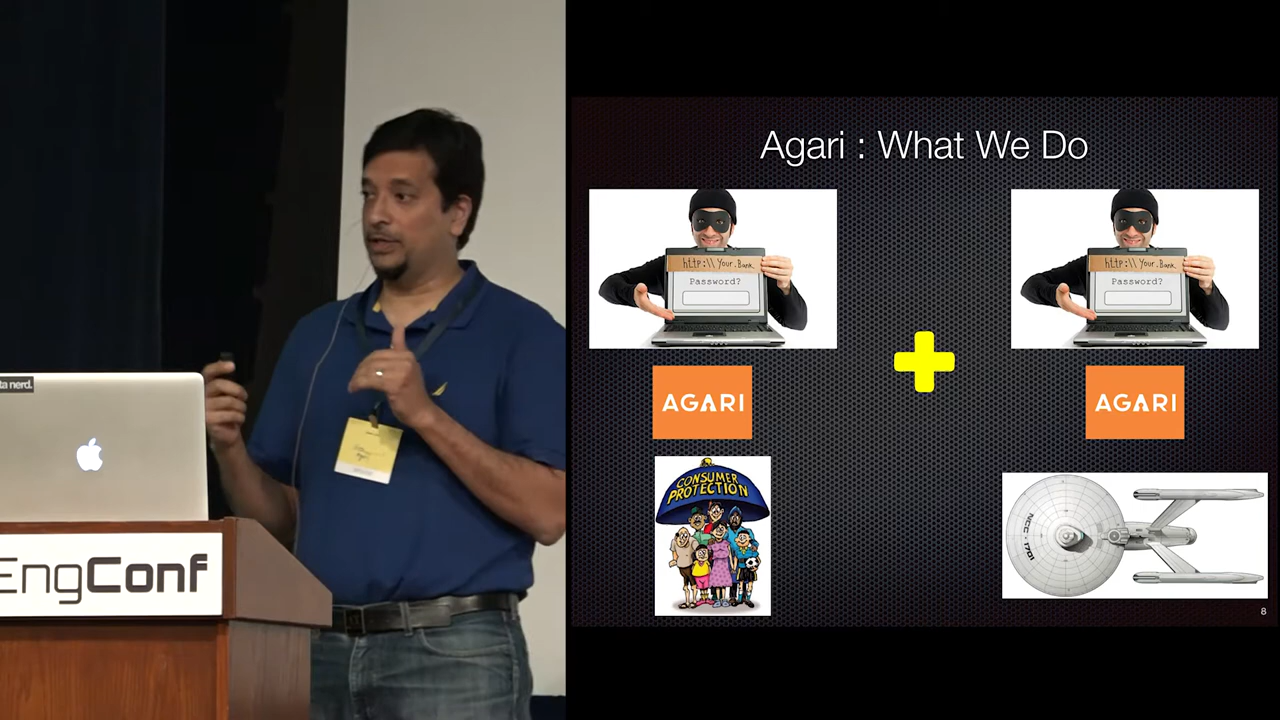 ta nerd.
EngConf
Agari : What We Do
http:\\Your.Bank
Password?
AGARI
CONSUMER
PROTECTION
http:\\Your.Bank
Password?
AGARI
NCC-1701
8